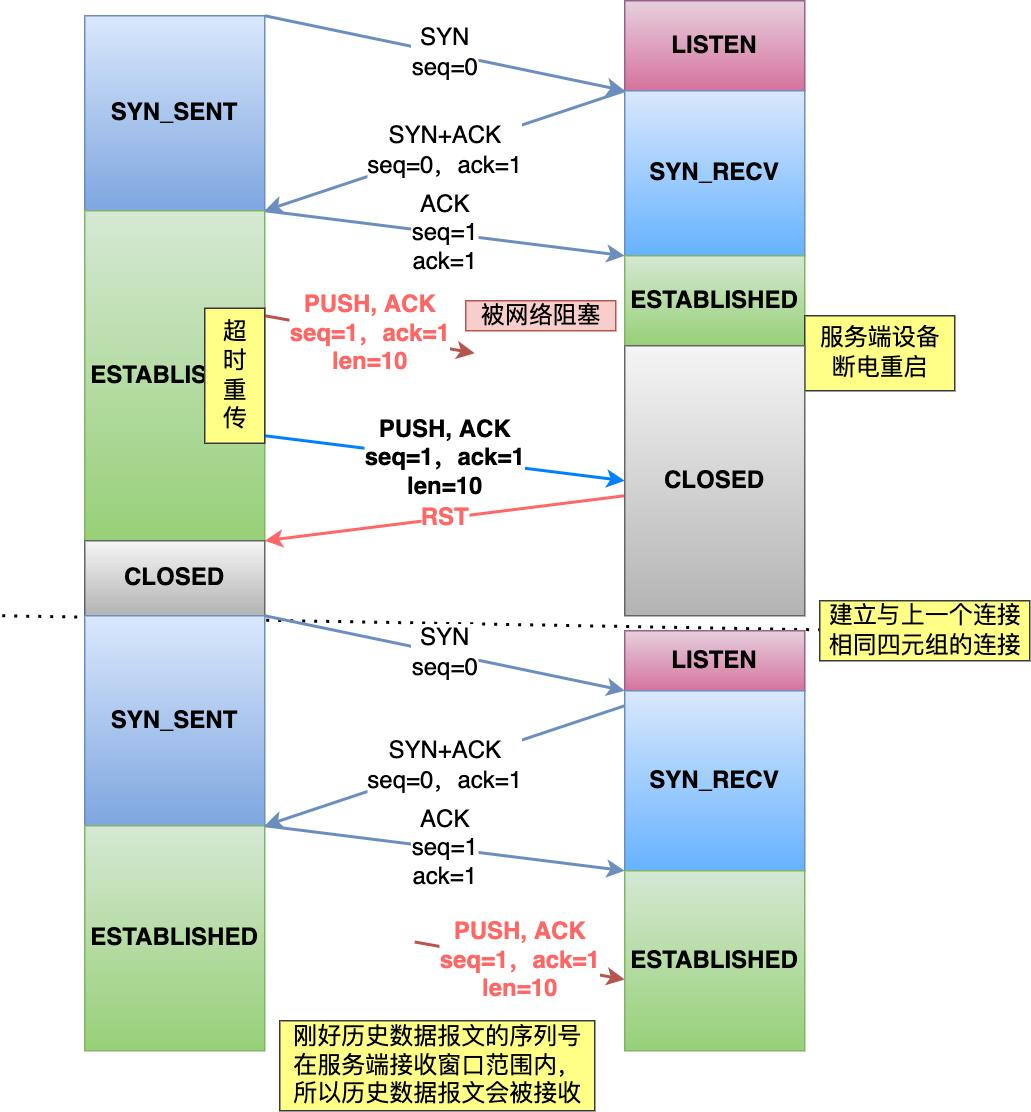 LISTEN
SYN
seq=0
SYN_SENT
SYN+ACK
seq=0，ack=1
SYN_RECV
ACK
seq=1
ack=1
ESTABLISHED
PUSH, ACK
seq=1，ack=1
len=10
被网络阻塞
超
时
重
传
ESTABLIS
服务端设备
断电重启
PUSH, ACK
seq=1，ack=1
len=10
CLOSED
RST
CLOSED
建立与上一个连接
相同四元组的连接
SYN
seq=0
LISTEN
SYN_SENT
SYN+ACK
seq=0，ack=1
SYN_RECV
ACK
seq=1
ack=1
ESTABLISHED
PUSH, ACK
seq=1，ack=1
len=10
ESTABLISHED
刚好历史数据报文的序列号
在服务端接收窗口范围内，
所以历史数据报文会被接收